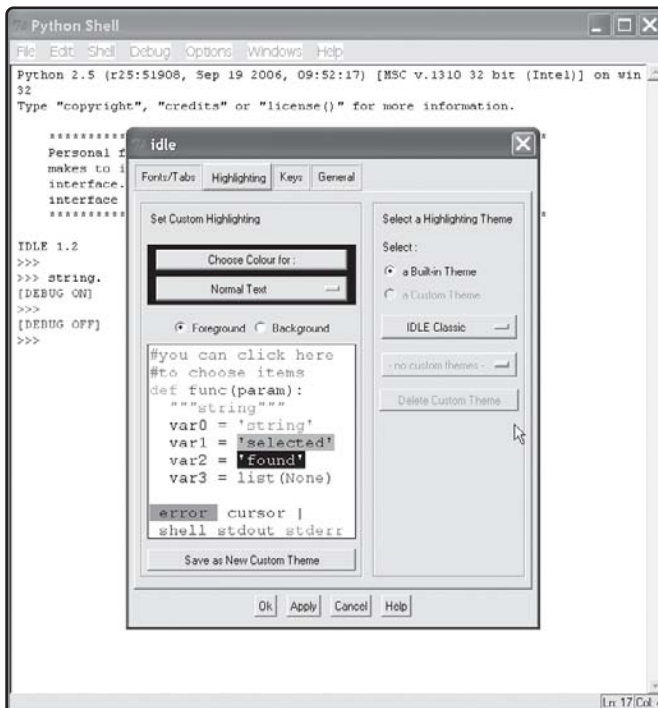 Python Shell
File Edit Shell Debug Options Windows Help
Python 2.5 (r25:51908, Sep 19 2006, 09:52:17) [MSC v.1310 32 bit (Intel)] on win
32
Type "copyright", "credits" or "license()" for more information.
Personal
makes to
interface.
interface
IDLE 1.2
>>>
>>> string.
[DEBUG ON]
>>>
[DEBUG OFF]
>>>
idle
Fonts/Tabs Highlighting Keys General
Set Custom Highlighting
Choose Colour for :
Normal Text
Foreground Background
#you can click here
#to choose items
def func(param):
"""string"""
var0 = 'string'
var1 = 'selected'
var2 = 'found'
var3 = list(None)
error cursor |
shell stdout stderr
Save as New Custom Theme
Select a Highlighting Theme
Select :
a Built-in Theme
a Custom Theme
IDLE Classic
- no custom themes -
Delete Custom Theme
Ok Apply Cancel Help
Ln: 17 Col: